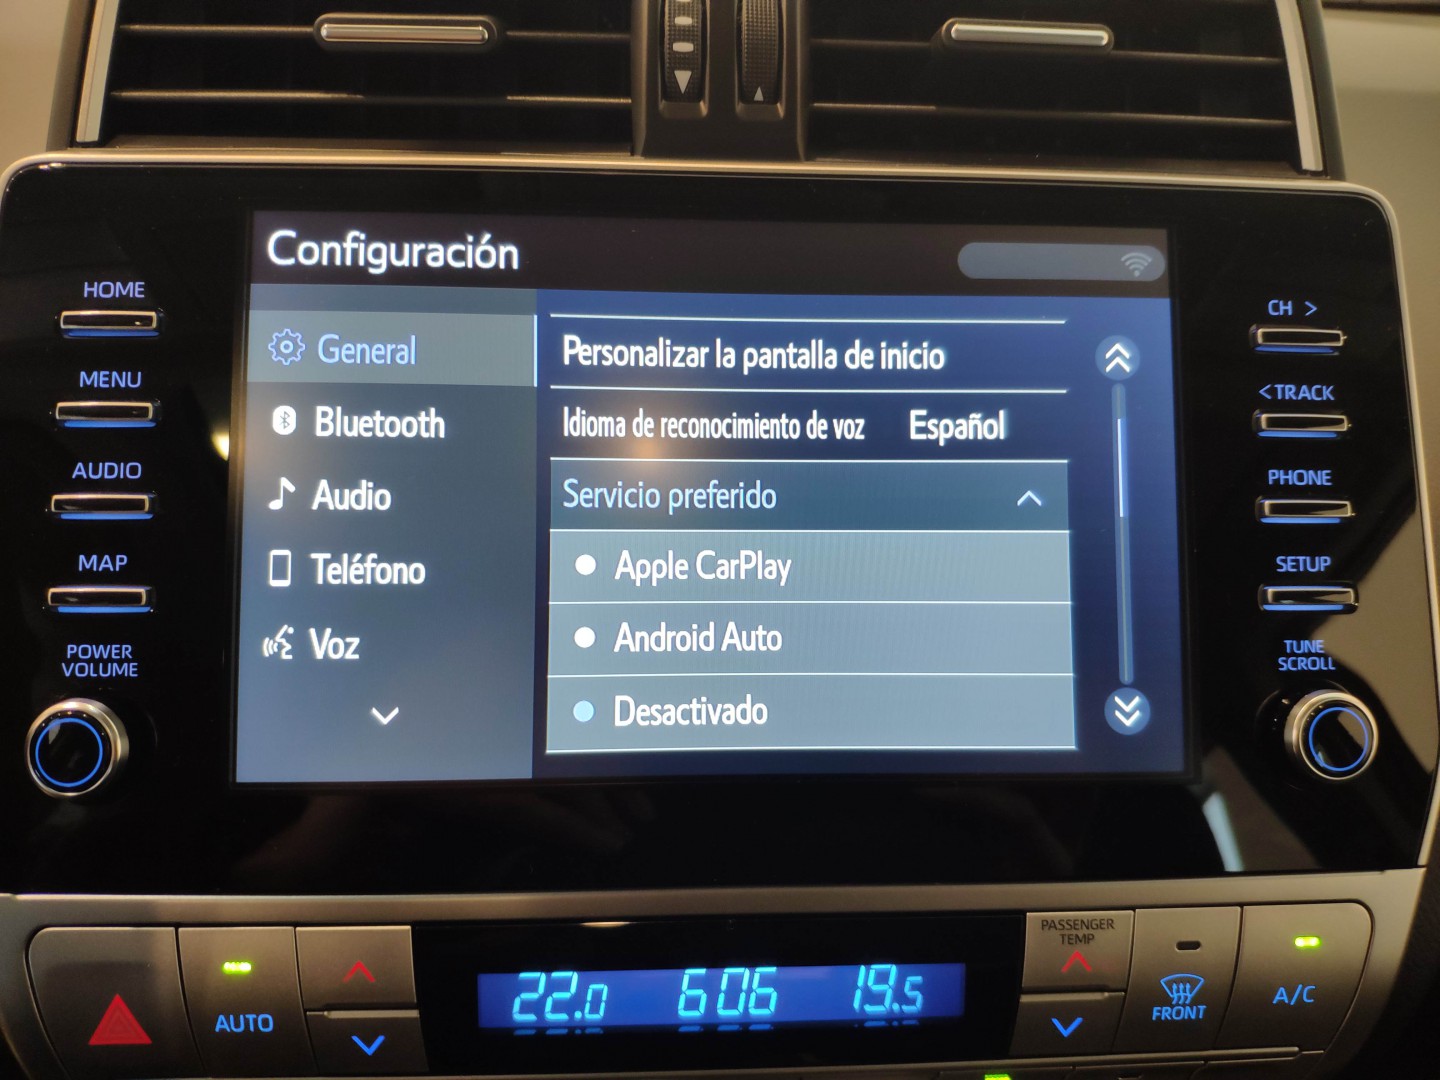 Configuración
General
Bluetooth
Audio
Teléfono
Voz
Personalizar la pantalla de inicio
Idioma de reconocimiento de voz Español
Servicio preferido
Apple CarPlay
Android Auto
Desactivado
HOME
MENU
AUDIO
MAP
POWER
VOLUME
CH >
<TRACK
PHONE
SETUP
TUNE
SCROLL
AUTO
22.0 606 19.5
PASSENGER
TEMP
FRONT
A/C